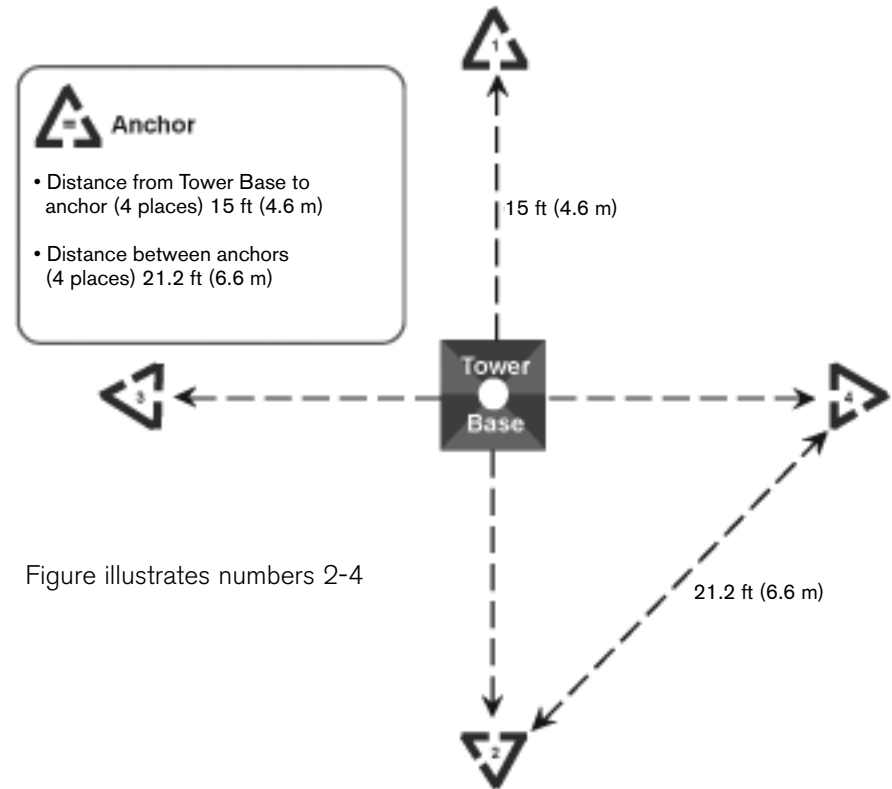 1
= Anchor
• Distance from Tower Base to
anchor (4 places) 15 ft (4.6 m)
• Distance between anchors
(4 places) 21.2 ft (6.6 m)
15 ft (4.6 m)
Tower
Base
3
4
Figure illustrates numbers 2-4
21.2 ft (6.6 m)
2